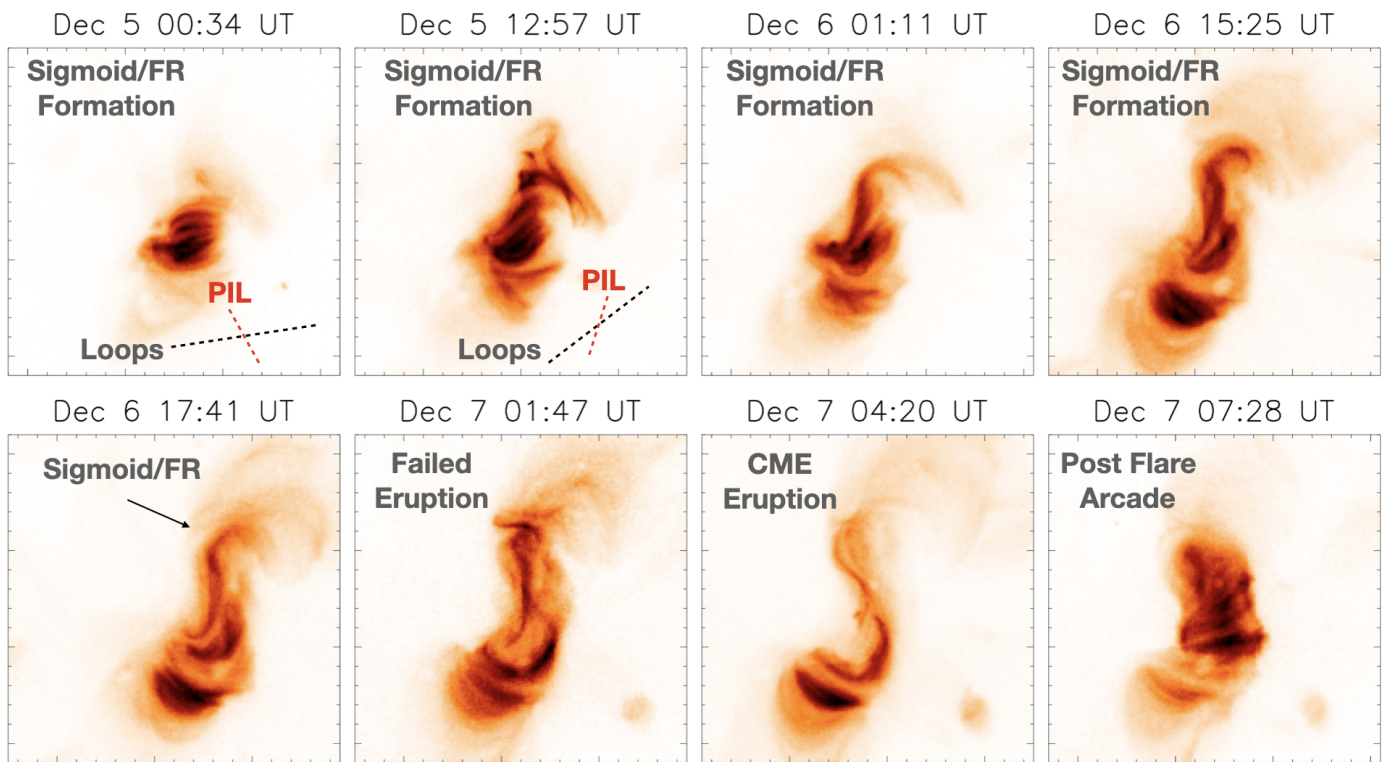 Dec 5 00:34 UT
Dec 5 12:57 UT
Dec 6 01:11 UT
Dec 6 15:25 UT
Sigmoid/FR
Formation
PIL
Loops
Sigmoid/FR
Formation
PIL
Loops
Sigmoid/FR
Formation
Sigmoid/FR
Formation
Dec 6 17:41 UT
Dec 7 01:47 UT
Dec 7 04:20 UT
Dec 7 07:28 UT
Sigmoid/FR
Failed
Eruption
CME
Eruption
Post Flare
Arcade